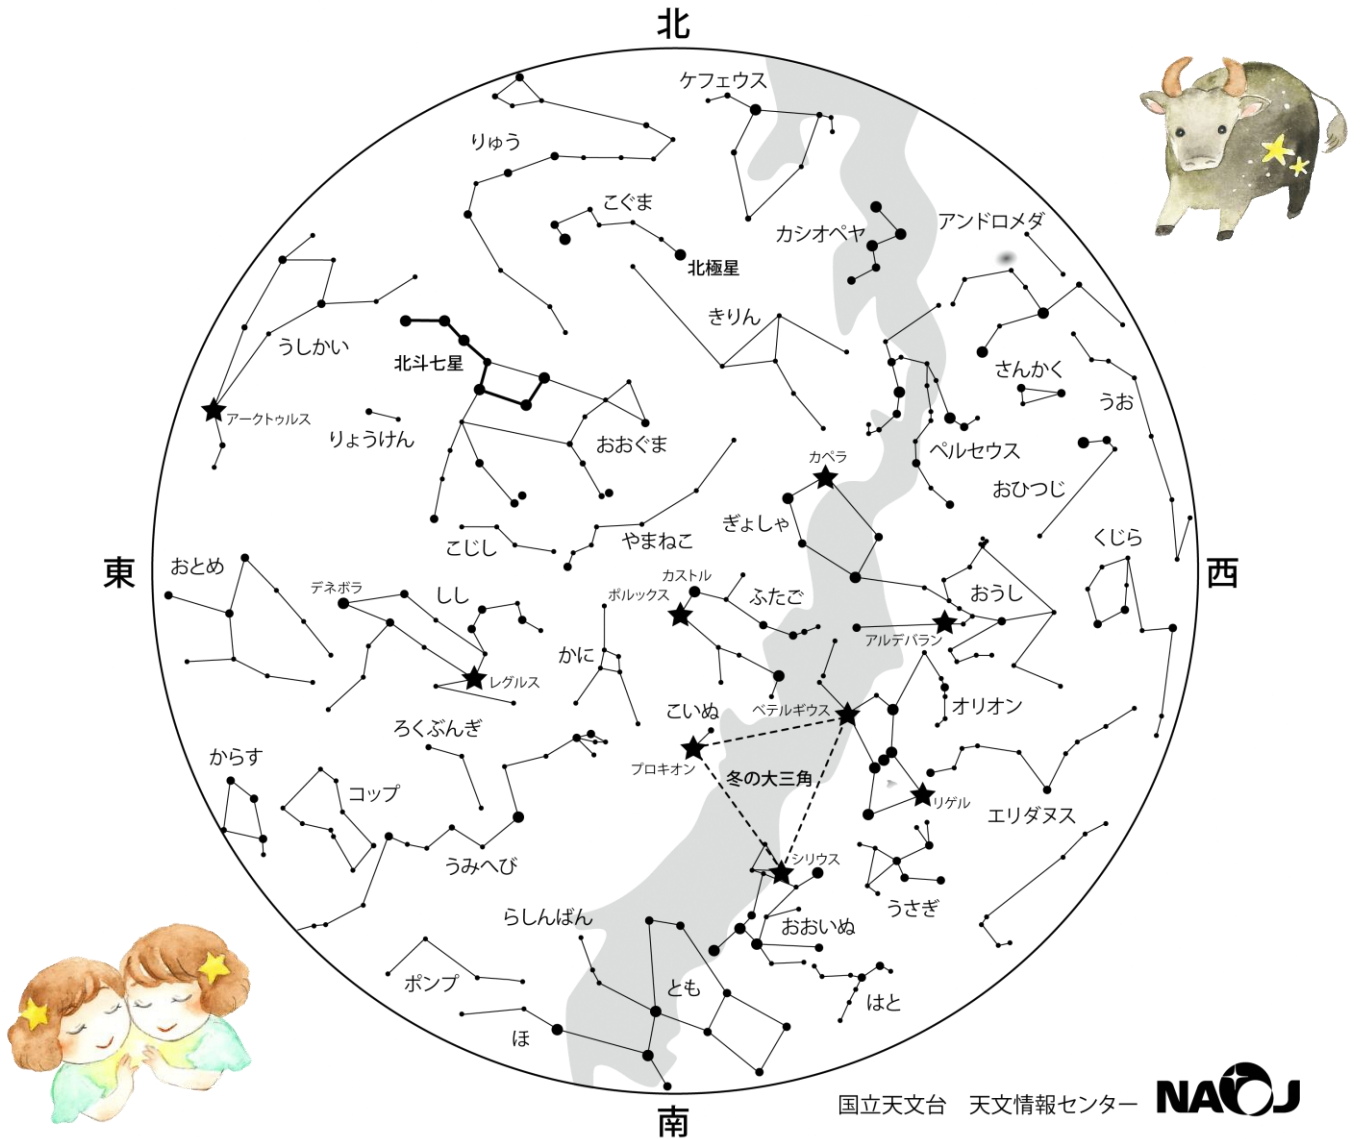 北
ケフェウス
りゅう
こぐま
カシオペヤ
アンドロメダ
北極星
きりん
うしかい
北斗七星
さんかく
うお
アークトゥルス
りょうけん
おおぐま
ペルセウス
カペラ
おひつじ
ぎょしゃ
こじし
やまねこ
くじら
東
おとめ
デネボラ
しし
カストル
ポルックス
ふたご
おうし
西
アルデバラン
かに
レグルス
ベテルギウス
オリオン
こいぬ
ろくぶんぎ
からす
プロキオン
冬の大三角
コップ
リゲル
エリダヌス
うみへび
シリウス
うさぎ
らしんばん
おおいぬ
ポンプ
とも
はと
ほ
南
国立天文台 天文情報センター NAOJ